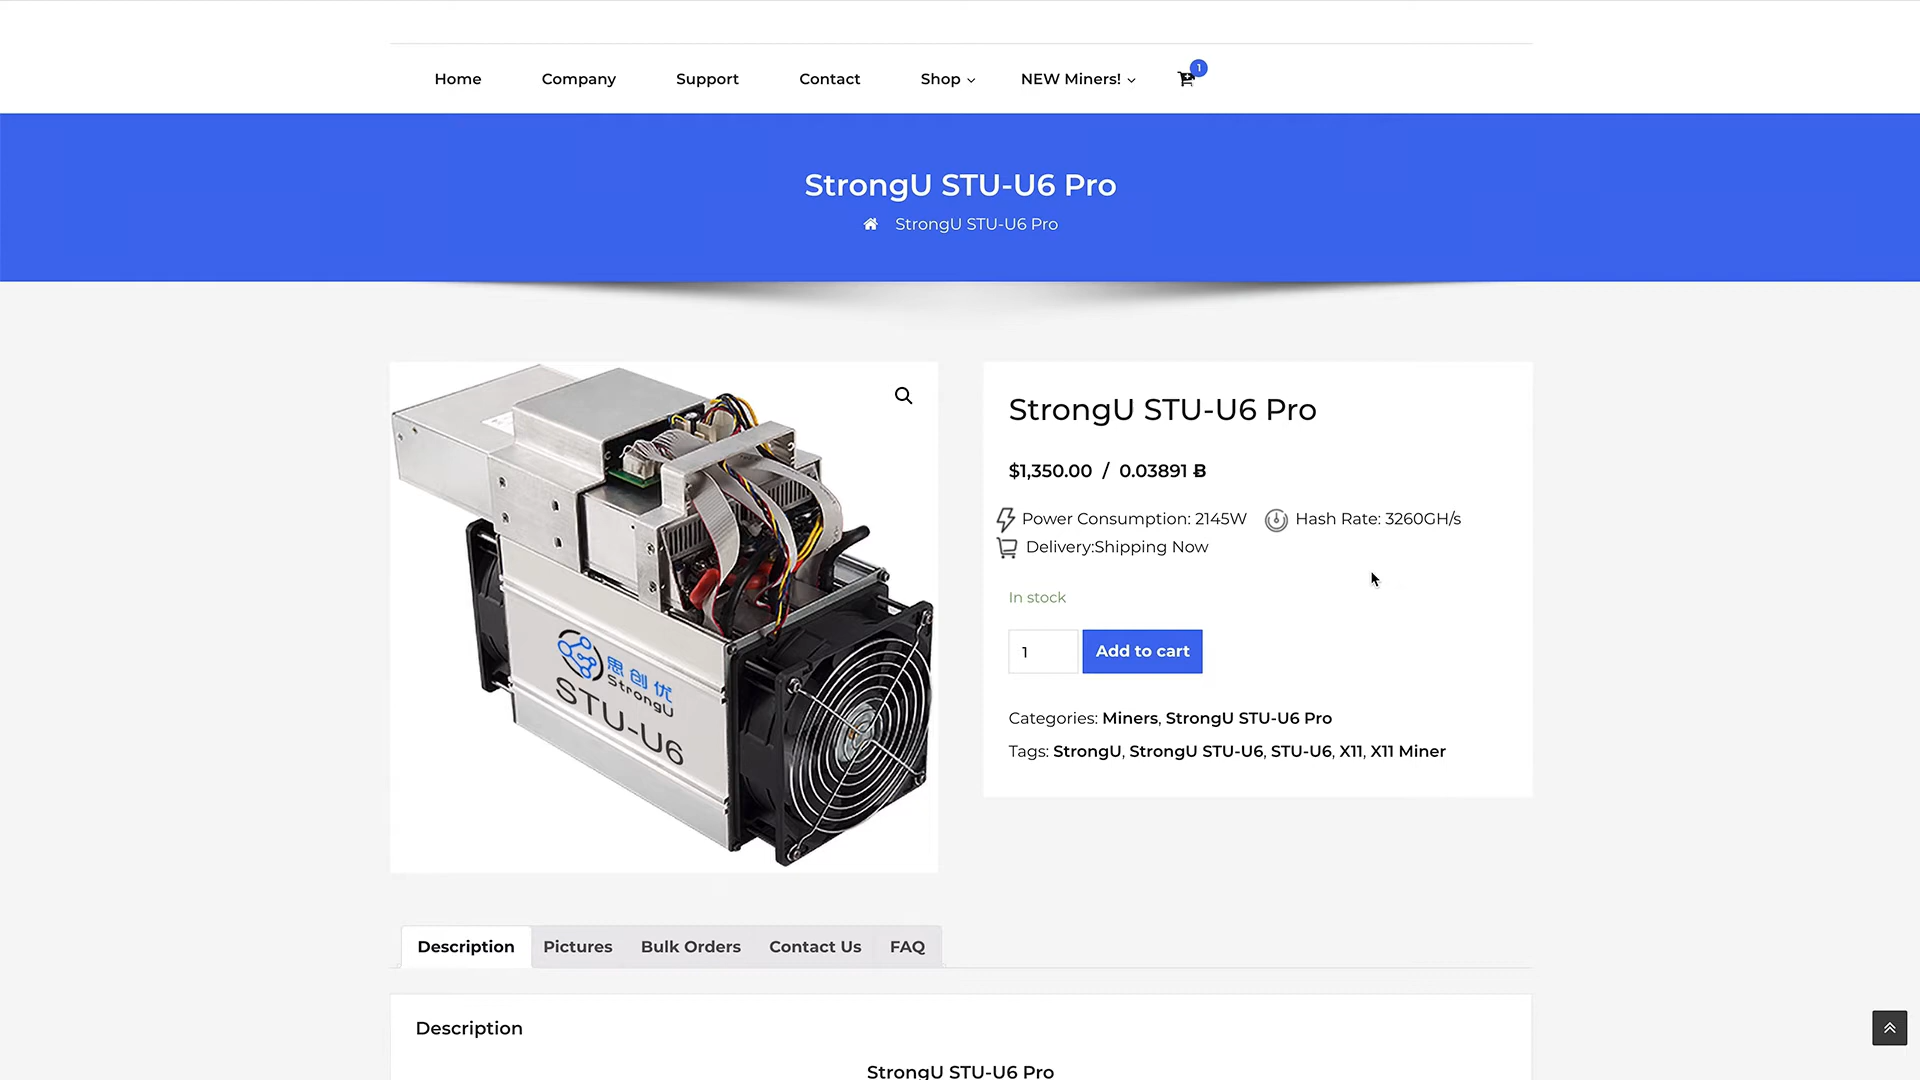 Home Company Support Contact Shop NEW Miners! 1
StrongU STU-U6 Pro
StrongU STU-U6 Pro
StrongU STU-U6 Pro
$1,350.00 / 0.03891 Ƀ
Power Consumption: 2145W Hash Rate: 3260GH/s
Delivery:Shipping Now
In stock
1 Add to cart
Categories: Miners, StrongU STU-U6 Pro
Tags: StrongU, StrongU STU-U6, STU-U6, X11, X11 Miner
思创优
StrongU
STU-U6
Description Pictures Bulk Orders Contact Us FAQ
Description
StrongU STU-U6 Pro